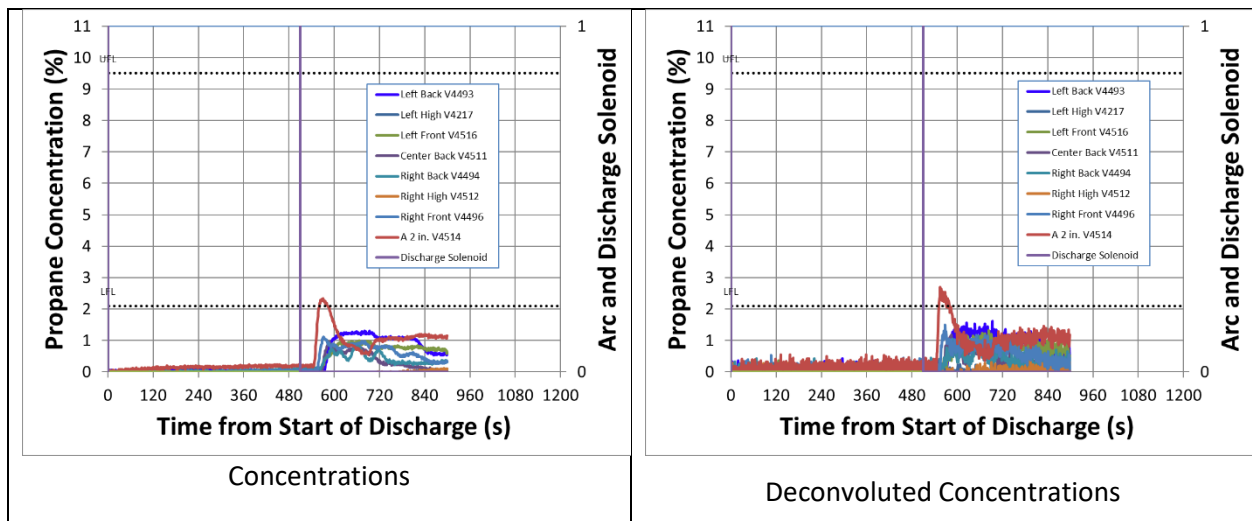 Propane Concentration (%)
11
10
9
8
7
6
5
4
3
2
1
0
UFL
LFL
Left Back V4493
Left High V4217
Left Front V4516
Center Back V4511
Right Back V4494
Right High V4512
Right Front V4496
A 2 in. V4514
Discharge Solenoid
1
0
Arc and Discharge Solenoid
0 120 240 360 480 600 720 840 960 1080 1200
Time from Start of Discharge (s)
Concentrations
Propane Concentration (%)
11
10
9
8
7
6
5
4
3
2
1
0
UFL
LFL
Left Back V4493
Left High V4217
Left Front V4516
Center Back V4511
Right Back V4494
Right High V4512
Right Front V4496
A 2 in. V4514
Discharge Solenoid
1
0
Arc and Discharge Solenoid
0 120 240 360 480 600 720 840 960 1080 1200
Time from Start of Discharge (s)
Deconvoluted Concentrations